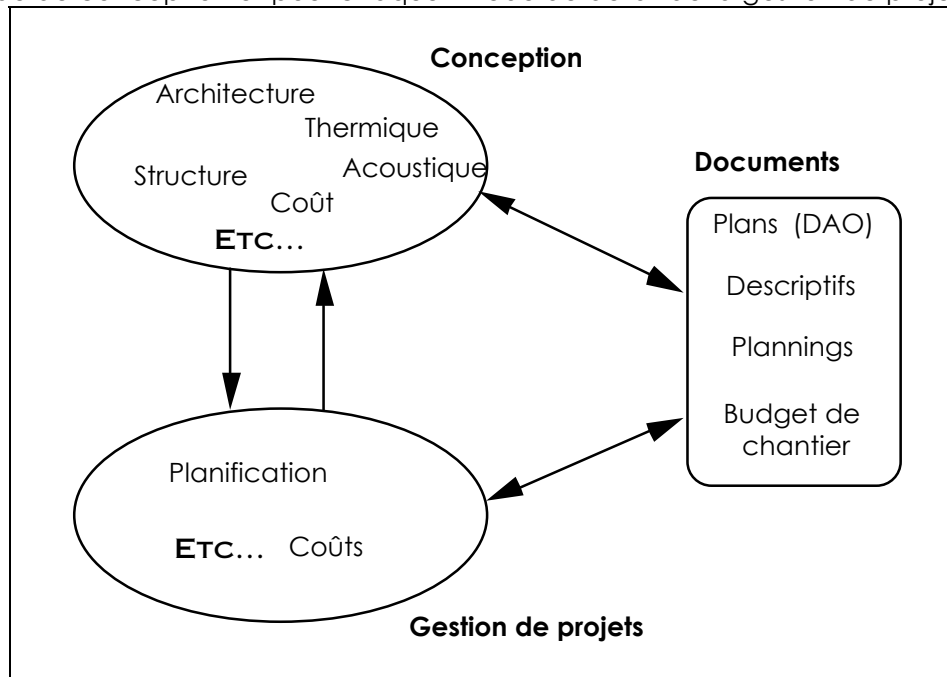 Conception
Architecture
Thermique
Acoustique
Structure
Coût
ETC...
Documents
Plans (DAO)
Descriptifs
Plannings
Budget de
chantier
Planification
ETC... Coûts
Gestion de projets